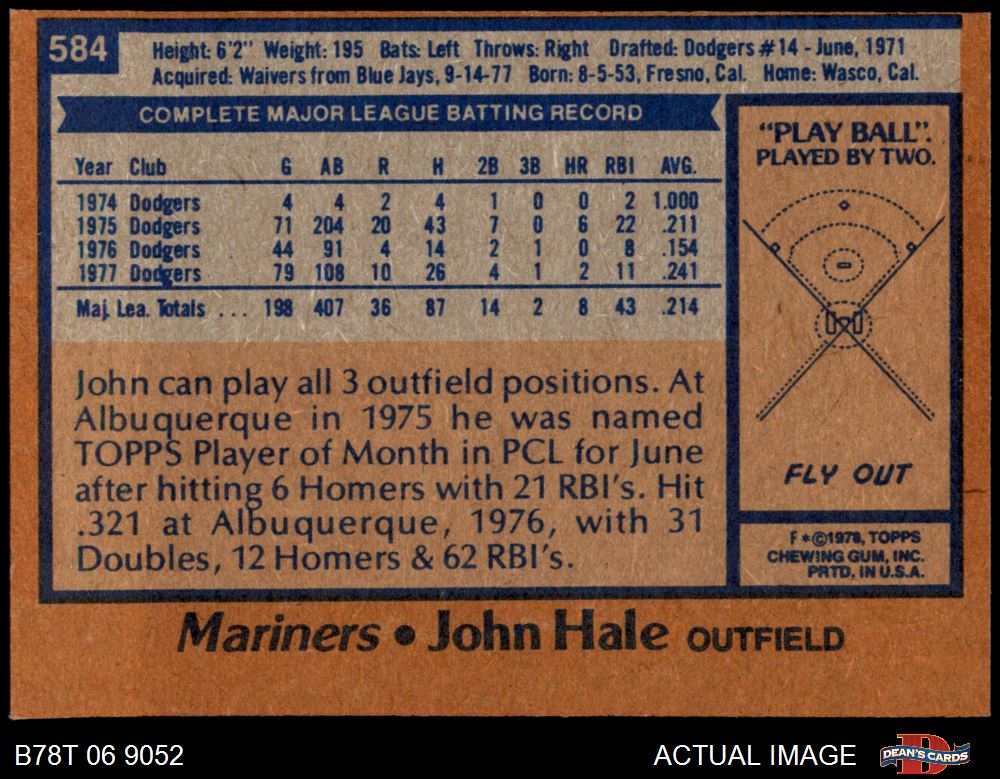 584
Height: 6'2" Weight: 195 Bats: Left Throws: Right Drafted: Dodgers #14 - June, 1971
Acquired: Waivers from Blue Jays, 9-14-77 Born: 8-5-53, Fresno, Cal. Home: Wasco, Cal.
COMPLETE MAJOR LEAGUE BATTING RECORD
Year Club G AB R H 2B 3B HR RBI AVG.
1974 Dodgers 4 4 2 4 1 0 0 2 1.000
1975 Dodgers 71 204 20 43 7 0 6 22 .211
1976 Dodgers 44 91 4 14 2 1 0 8 .154
1977 Dodgers 79 108 10 26 4 1 2 11 .241
Maj. Lea. Totals ... 198 407 36 87 14 2 8 43 .214
John can play all 3 outfield positions. At
Albuquerque in 1975 he was named
TOPPS Player of Month in PCL for June
after hitting 6 Homers with 21 RBI's. Hit
.321 at Albuquerque, 1976, with 31
Doubles, 12 Homers & 62 RBI's.
"PLAY BALL".
PLAYED BY TWO.
FLY OUT
F*©1978, TOPPS
CHEWING GUM, INC.
PRTD. IN U.S.A.
Mariners • John Hale OUTFIELD
B78T 06 9052
ACTUAL IMAGE
D
DEAN'S CARDS